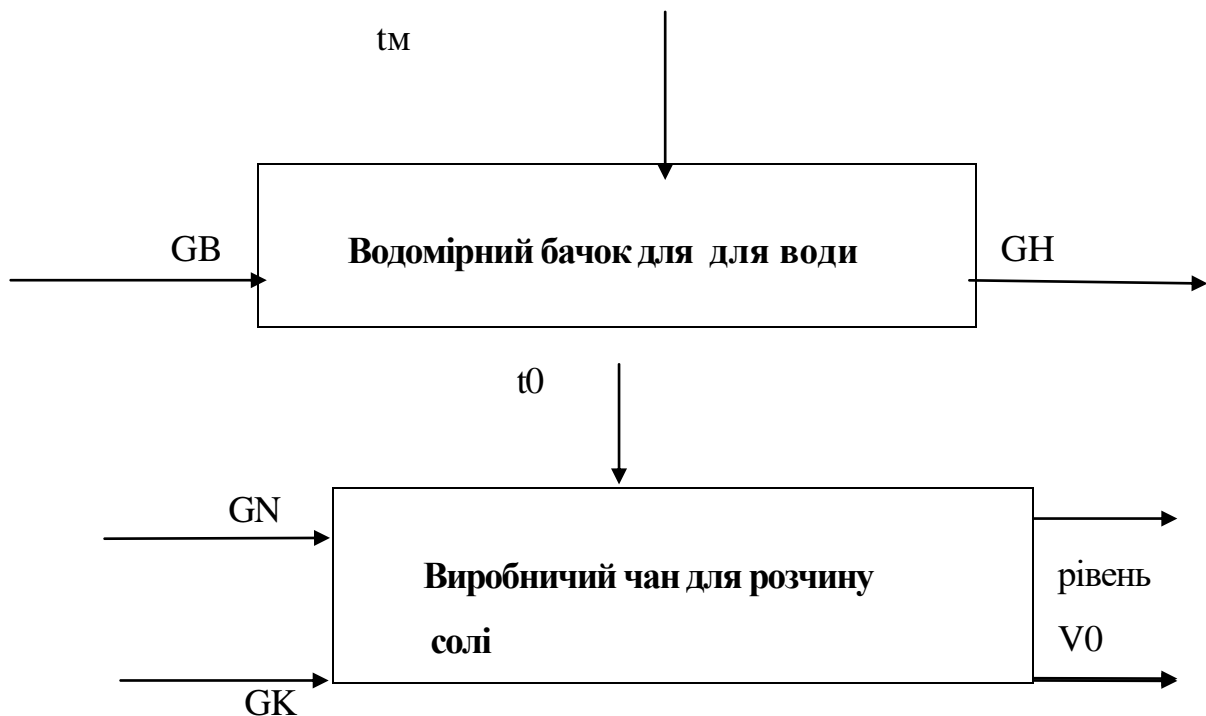 tм
GB
Водомірний бачок для для води
GH
t0
GN
Виробничий чан для розчину
солі
рівень
V0
GK